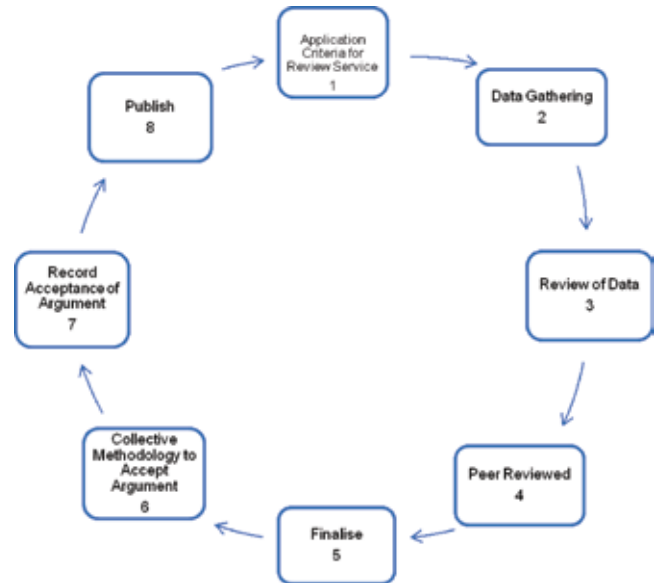 Application
Criteria for
Review Service
1
Data Gathering
2
Review of Data
3
Peer Reviewed
4
Finalise
5
Collective
Methodology to
Accept
Argument
6
Record
Acceptance of
Argument
7
Publish
8